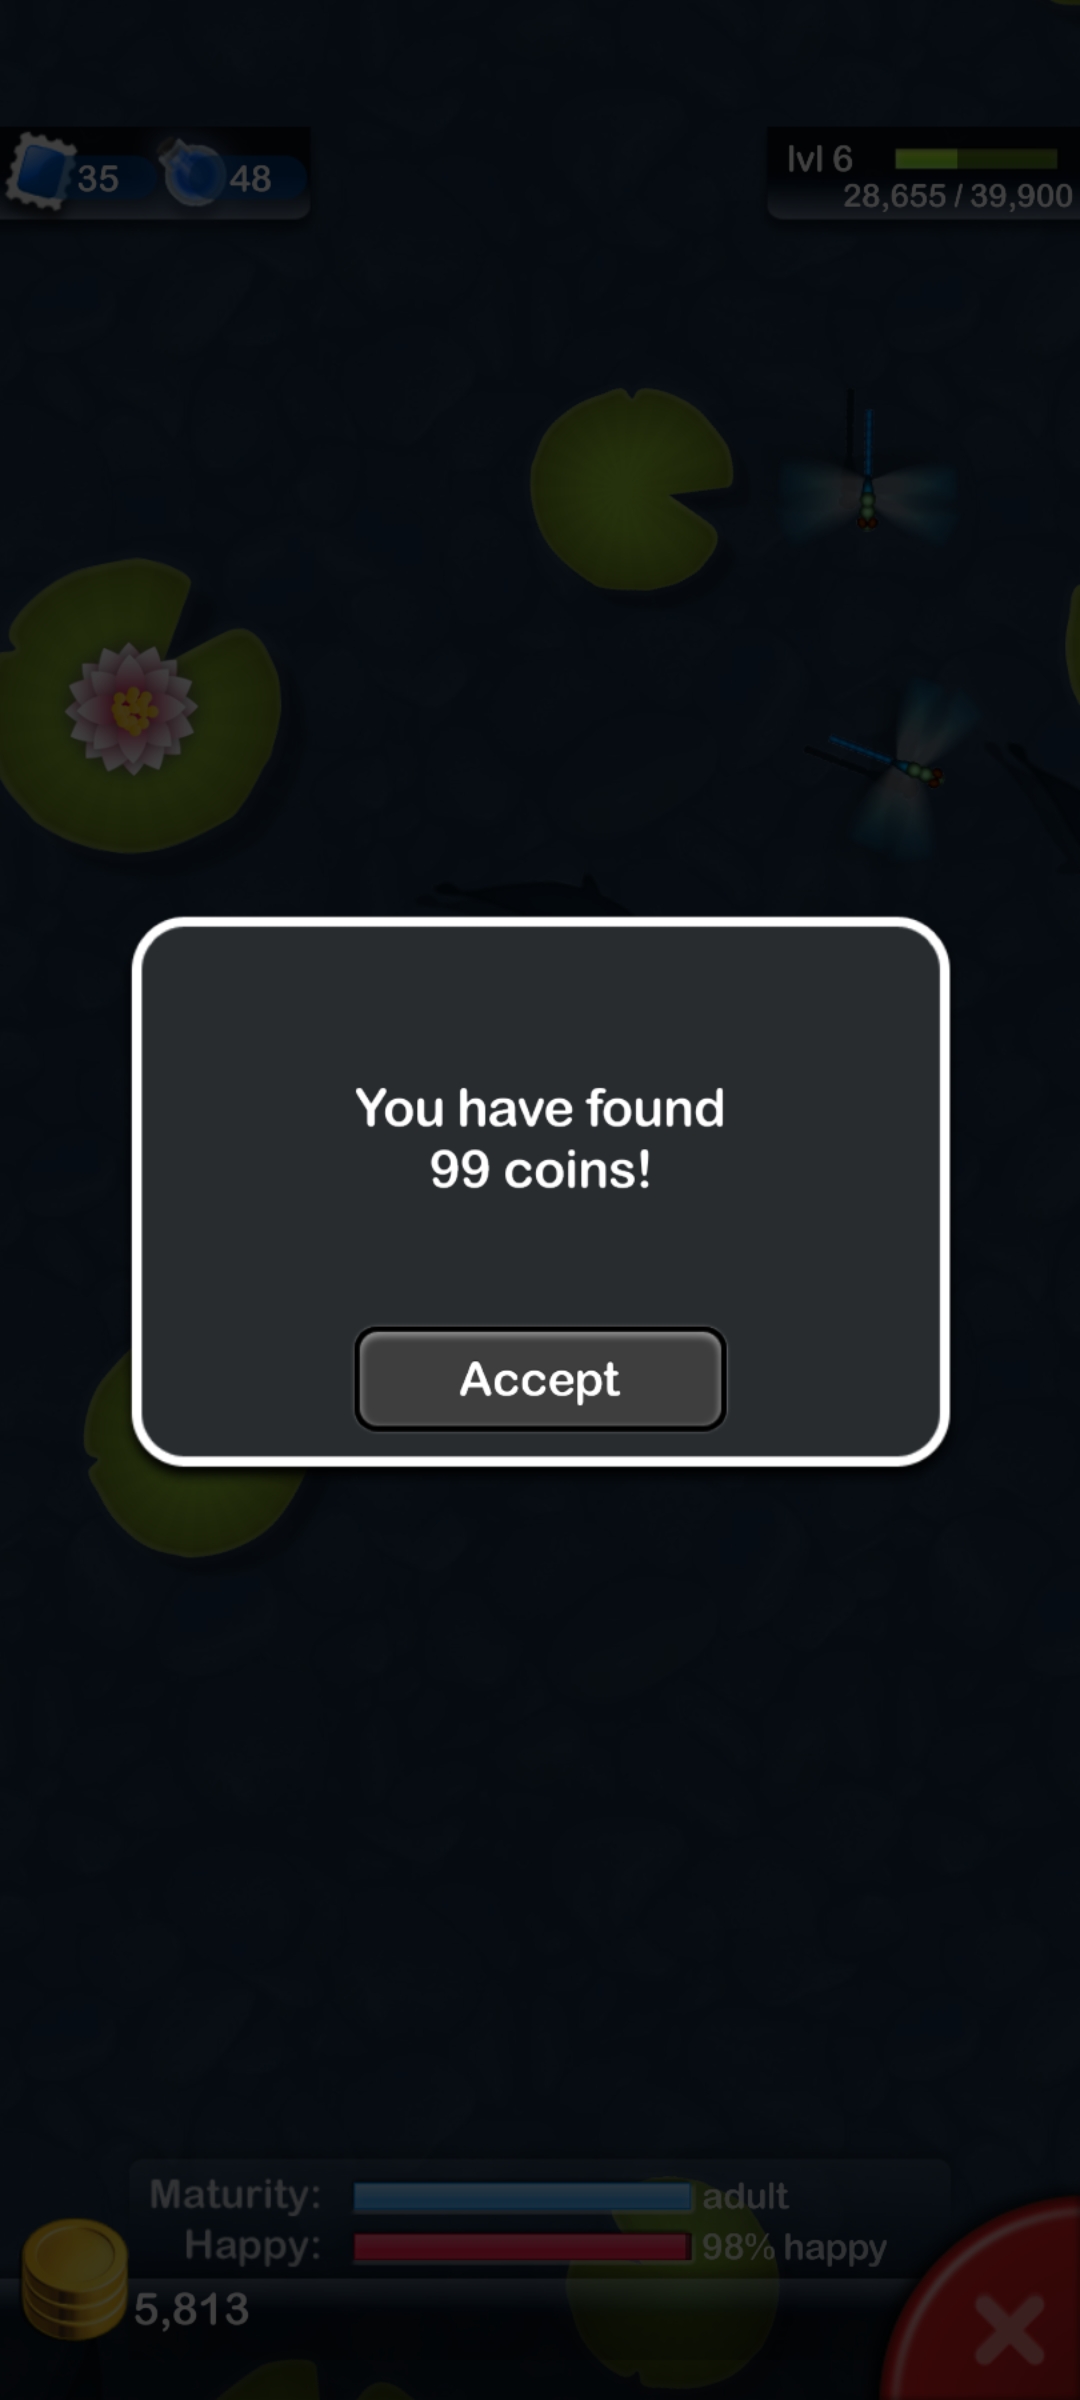 35
48
lvl 6
28,655 / 39,900
You have found
99 coins!
Accept
Maturity: adult
Happy: 98% happy
5,813